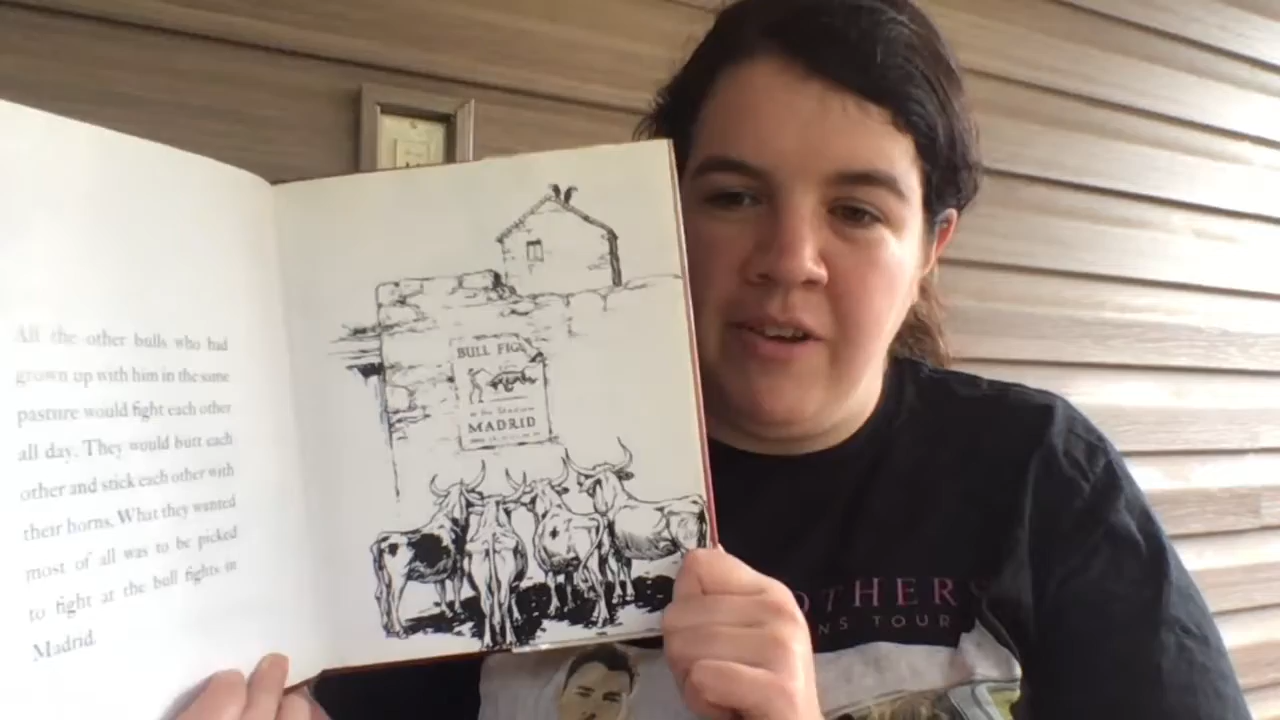 All the other bulls who had
grown up with him in the same
pasture would fight each other
all day. They would butt each
other and stick each other with
their horns. What they wanted
most of all was to be picked
to fight at the bull fights in
Madrid.
BULL FIG
MADRID
OTHERS
NS TOUR